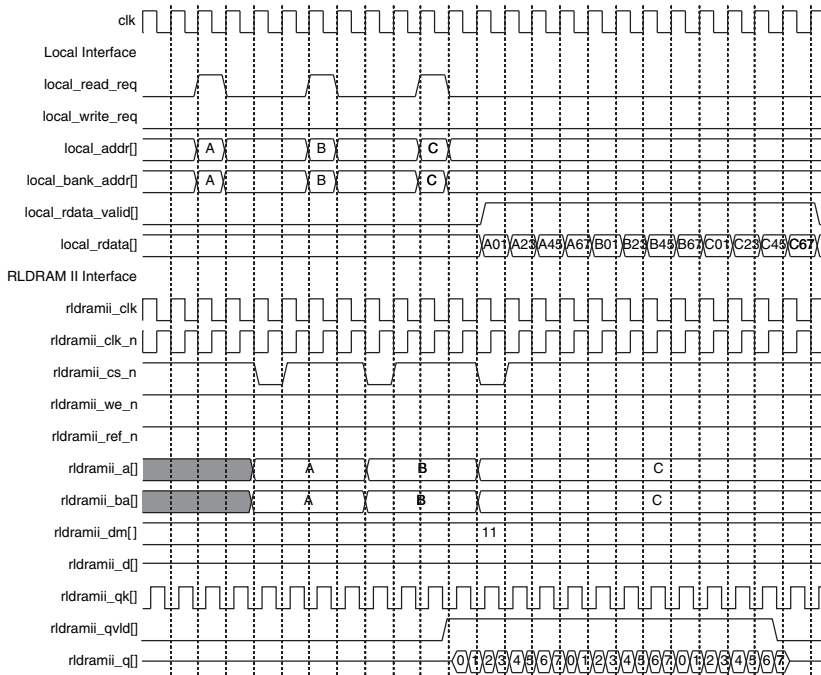 clk
Local Interface
local_read_req
local_write_req
local_addr[] A B C
local_bank_addr[] A B C
local_rdata_valid[]
local_rdata[] A01 A23 A45 A67 B01 B23 B45 B67 C01 C23 C45 C67
RLDRAM II Interface
rldramii_clk
rldramii_clk_n
rldramii_cs_n
rldramii_we_n
rldramii_ref_n
rldramii_a[] A B C
rldramii_ba[] A B C
rldramii_dm[] 11
rldramii_d[]
rldramii_qk[]
rldramii_qvld[]
rldramii_q[] 0 1 2 3 4 5 6 7 0 1 2 3 4 5 6 7 0 1 2 3 4 5 6 7